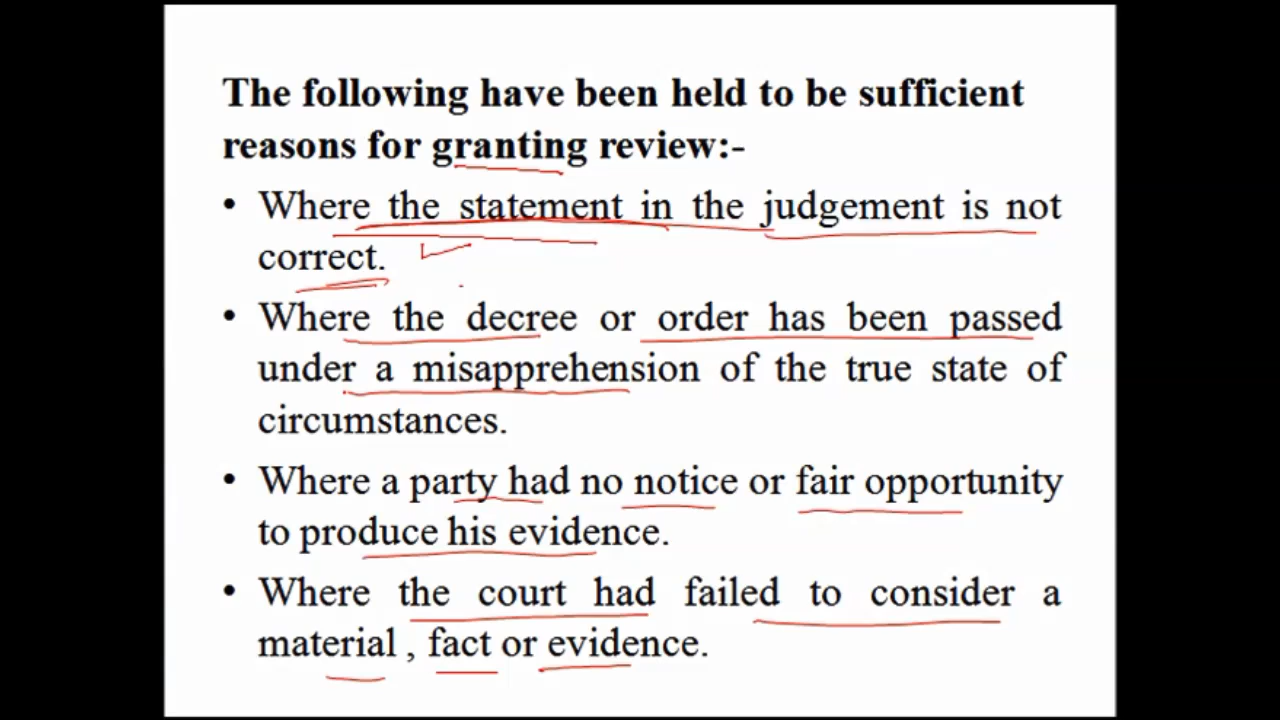 The following have been held to be sufficient
reasons for granting review:-
• Where the statement in the judgement is not
correct.
• Where the decree or order has been passed
under a misapprehension of the true state of
circumstances.
• Where a party had no notice or fair opportunity
to produce his evidence.
• Where the court had failed to consider a
material , fact or evidence.